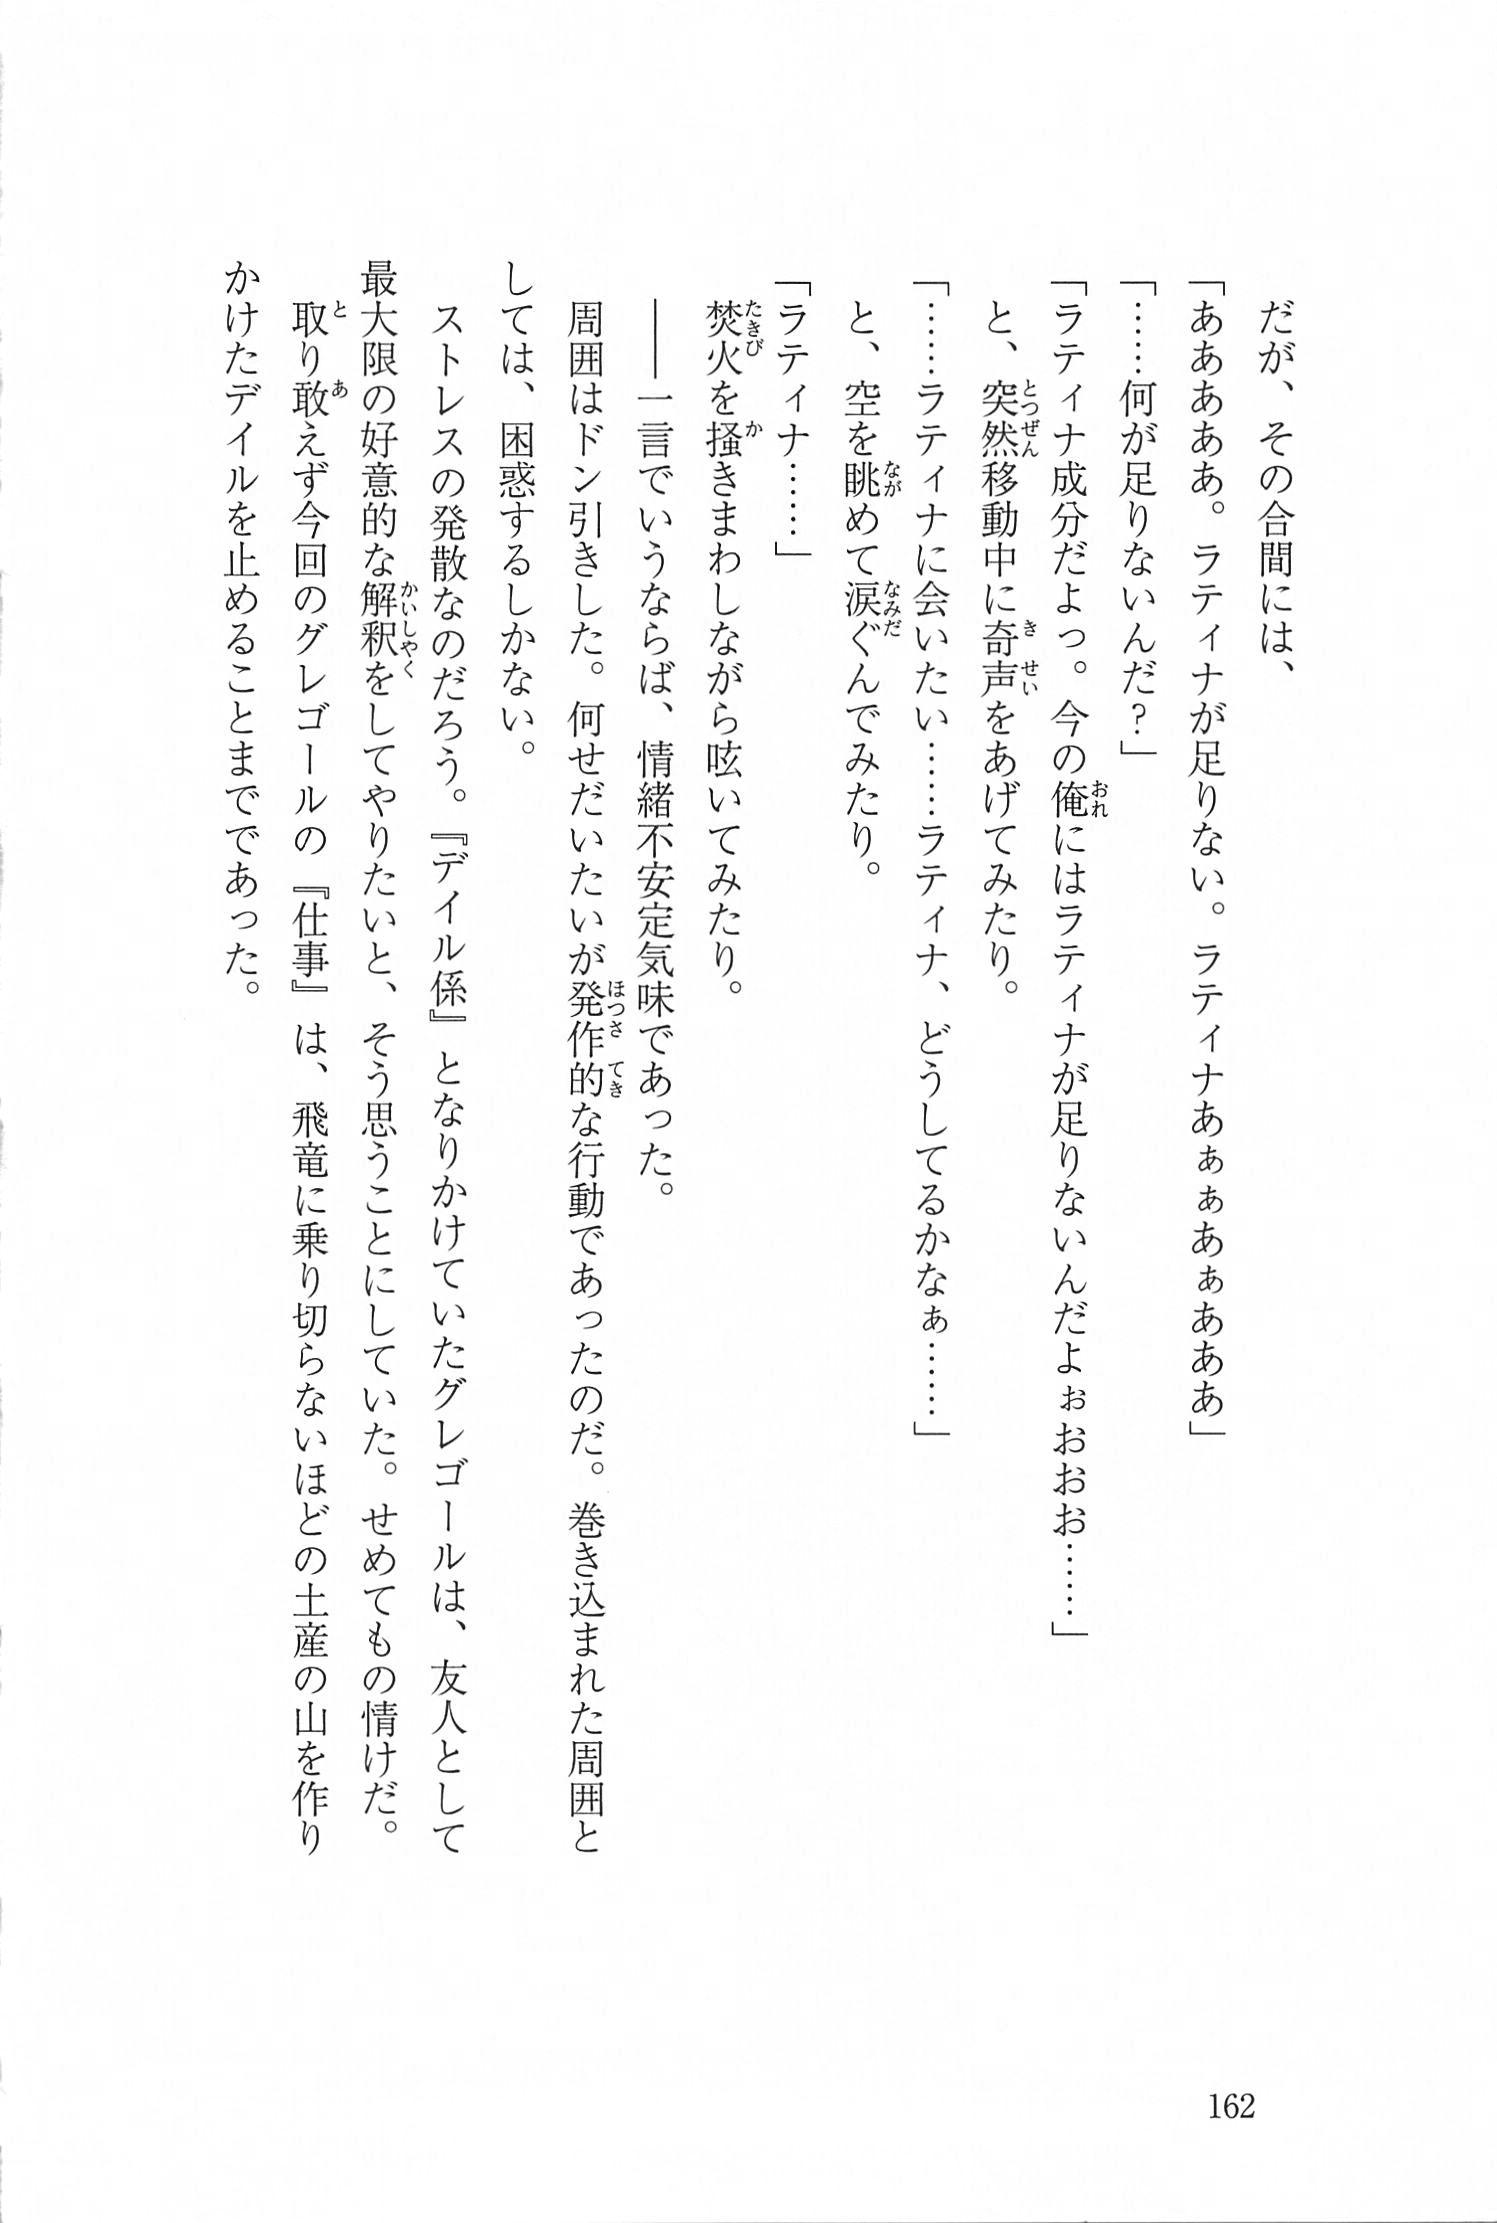 だが、その合間には、
「あああああ。ラティナが足りない。ラティナあぁぁあぁあああ」
「……何が足りないんだ？」
「ラティナ成分だよっ。今の俺にはラティナが足りないんだよぉおおお……」
と、突然移動中に奇声をあげてみたり。
「……ラティナに会いたい……ラティナ、どうしてるかなぁ……」
と、空を眺めて涙ぐんでみたり。
「ラティナ……」
焚火を掻きまわしながら呟いてみたり。
――一言でいうならば、情緒不安定気味であった。
周囲はドン引きした。何せだいたいが発作的な行動であったのだ。巻き込まれた周囲と
しては、困惑するしかない。
ストレスの発散なのだろう。『デイル係』となりかけていたグレゴールは、友人として
最大限の好意的な解釈をしてやりたいと、そう思うことにしていた。せめてもの情けだ。
取り敢えず今回のグレゴールの『仕事』は、飛竜に乗り切らないほどの土産の山を作り
かけたデイルを止めることまでであった。
162